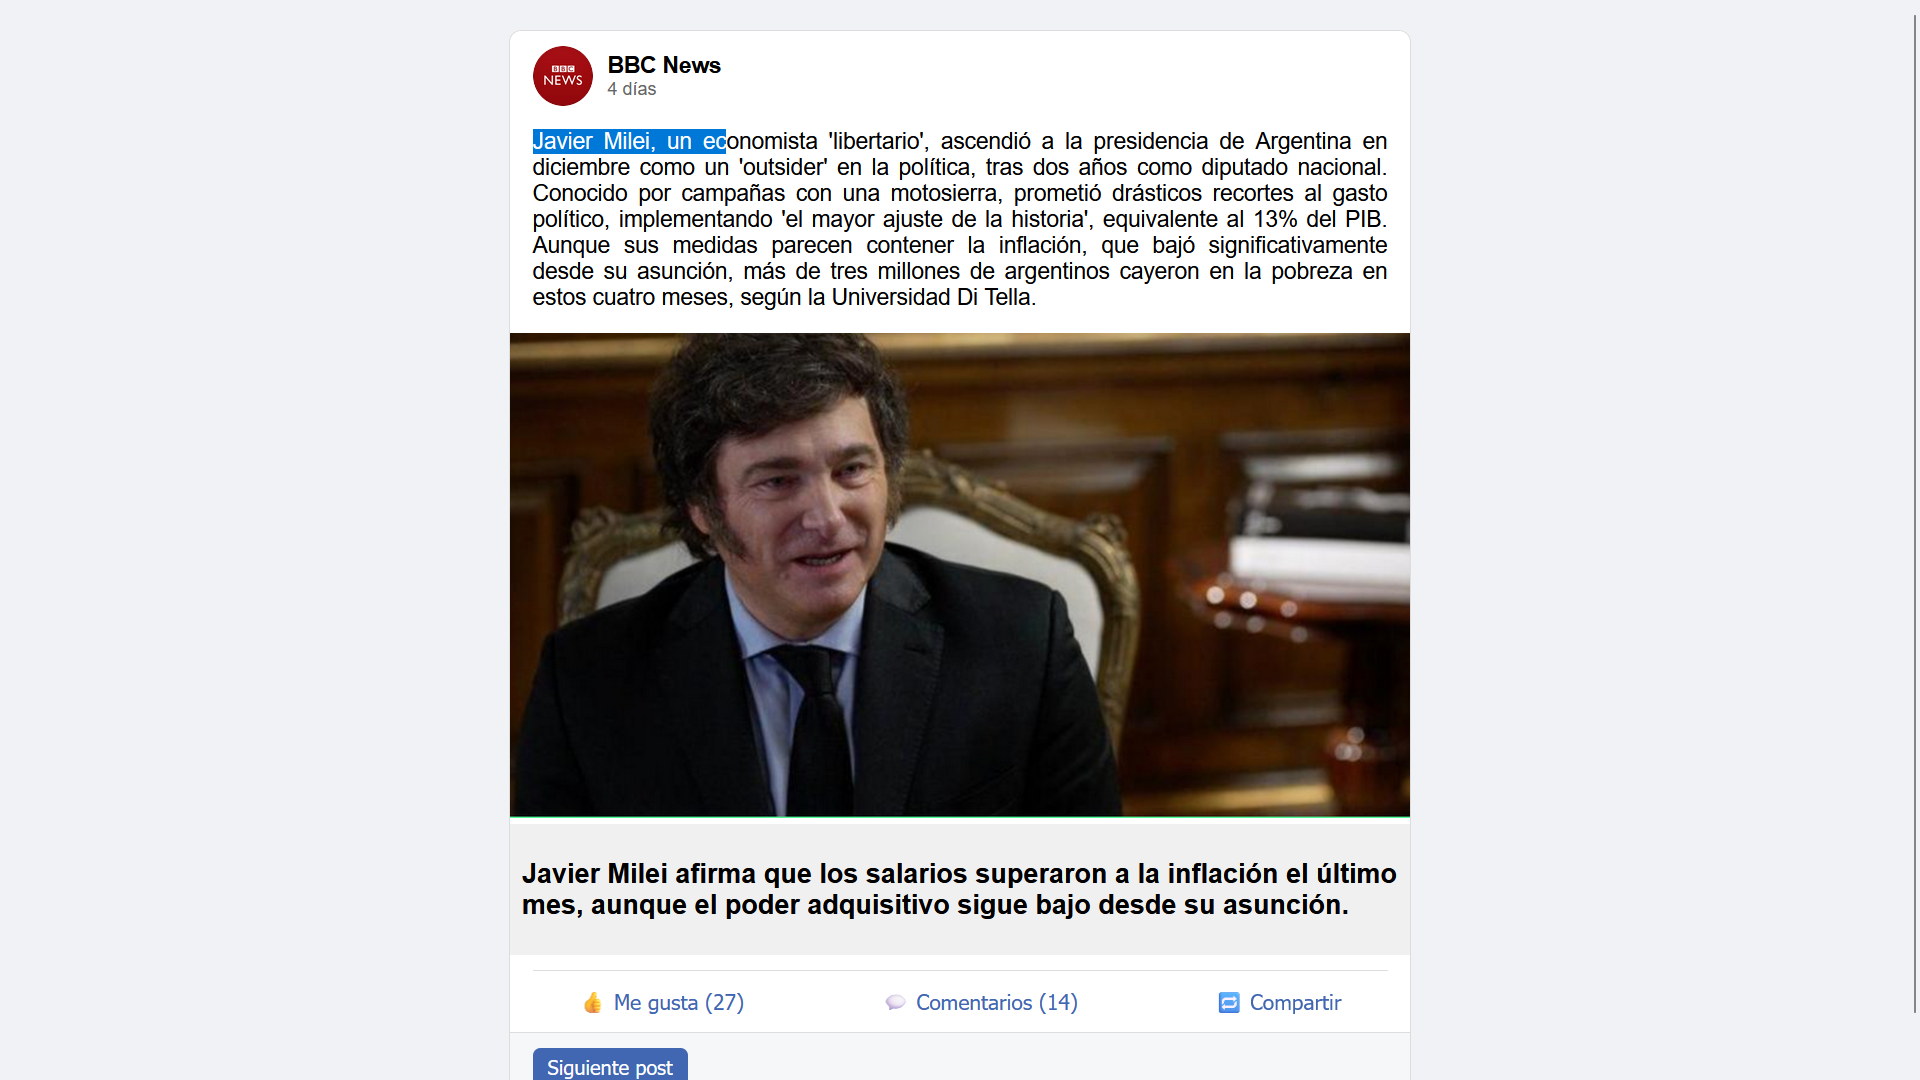 BBC
NEWS
BBC News
4 días
Javier Milei, un economista 'libertario', ascendió a la presidencia de Argentina en
diciembre como un 'outsider' en la política, tras dos años como diputado nacional.
Conocido por campañas con una motosierra, prometió drásticos recortes al gasto
político, implementando 'el mayor ajuste de la historia', equivalente al 13% del PIB.
Aunque sus medidas parecen contener la inflación, que bajó significativamente
desde su asunción, más de tres millones de argentinos cayeron en la pobreza en
estos cuatro meses, según la Universidad Di Tella.
Javier Milei afirma que los salarios superaron a la inflación el último
mes, aunque el poder adquisitivo sigue bajo desde su asunción.
Me gusta (27)
Comentarios (14)
Compartir
Siguiente post